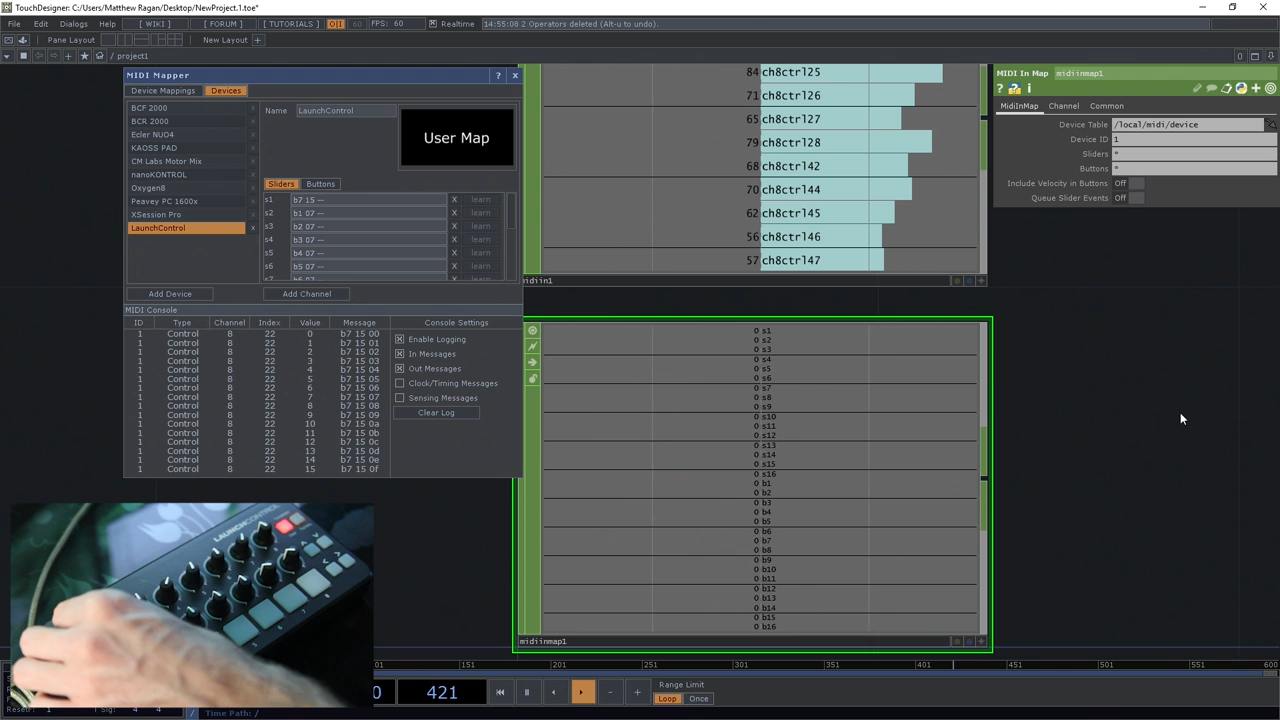 TouchDesigner: C:/Users/Matthew Ragan/Desktop/NewProject.1.toe*
File Edit Dialogs Help [ WIKI ] [ FORUM ] [ TUTORIALS ] O|I 60 FPS: 60 Realtime 14:55:08 2 Operators deleted (Alt-u to undo).
Pane Layout New Layout +
/ project1
MIDI Mapper ? x
Device Mappings Devices
BCF 2000 x
BCR 2000 x
Ecler NUO4 x
KAOSS PAD x
CM Labs Motor Mix x
nanoKONTROL x
Oxygen8 x
Peavey PC 1600x x
XSession Pro x
LaunchControl x
Name LaunchControl
User Map
Sliders Buttons
s1 b7 15 -- X learn
s2 b1 07 -- X learn
s3 b2 07 -- X learn
s4 b3 07 -- X learn
s5 b4 07 -- X learn
s6 b5 07 -- X learn
s7 b6 07 -- X learn
Add Device Add Channel
MIDI Console
ID Type Channel Index Value Message
1 Control 8 22 0 b7 15 00
1 Control 8 22 1 b7 15 01
1 Control 8 22 2 b7 15 02
1 Control 8 22 3 b7 15 03
1 Control 8 22 4 b7 15 04
1 Control 8 22 5 b7 15 05
1 Control 8 22 6 b7 15 06
1 Control 8 22 7 b7 15 07
1 Control 8 22 8 b7 15 08
1 Control 8 22 9 b7 15 09
1 Control 8 22 10 b7 15 0a
1 Control 8 22 11 b7 15 0b
1 Control 8 22 12 b7 15 0c
1 Control 8 22 13 b7 15 0d
1 Control 8 22 14 b7 15 0e
1 Control 8 22 15 b7 15 0f
Console Settings
Enable Logging
In Messages
Out Messages
Clock/Timing Messages
Sensing Messages
Clear Log
84 ch8ctrl25
71 ch8ctrl26
65 ch8ctrl27
79 ch8ctrl28
68 ch8ctrl42
70 ch8ctrl44
62 ch8ctrl45
56 ch8ctrl46
57 ch8ctrl47
idiin1
0 s1
0 s2
0 s3
0 s4
0 s5
0 s6
0 s7
0 s8
0 s9
0 s10
0 s11
0 s12
0 s13
0 s14
0 s15
0 s16
0 b1
0 b2
0 b3
0 b4
0 b5
0 b6
0 b7
0 b8
0 b9
0 b10
0 b11
0 b12
0 b13
0 b14
0 b15
0 b16
midiinmap1
MIDI In Map midiinmap1
? i
MidiInMap Channel Common
Device Table /local/midi/device
Device ID 1
Sliders *
Buttons *
Include Velocity in Buttons Off
Queue Slider Events Off
LAUNCHCONTROL
01 151 201 251 301 351 401 451 501 551 600
0 421 - + Range Limit
Loop Once
ResetF: 1 T Sig: 4 4 / Time Path: /